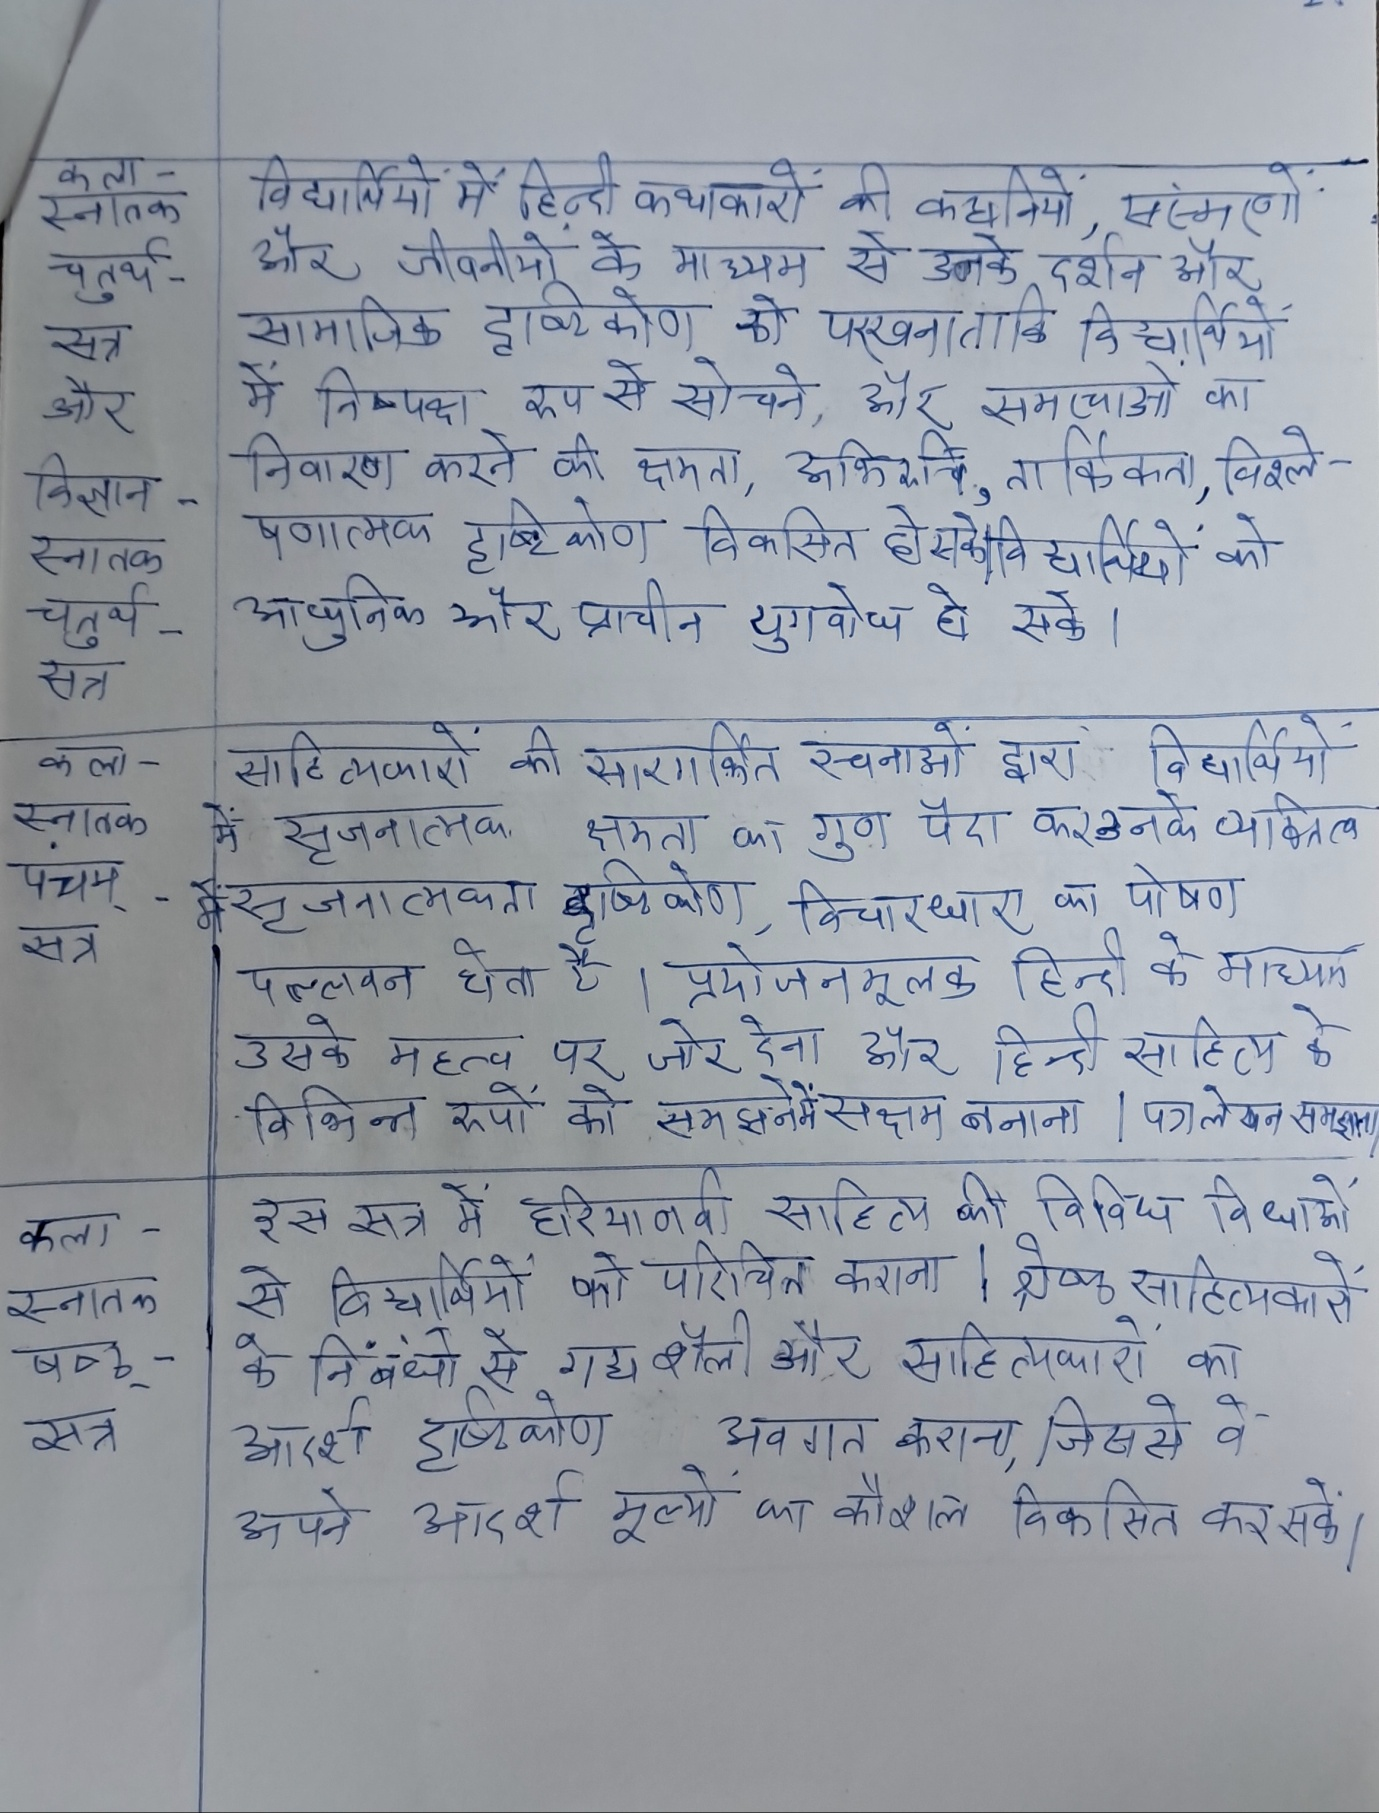 कला-
स्नातक
चतुर्थ-
सत्र
और
विज्ञान-
स्नातक
चतुर्थ-
सत्र
विद्यार्थियों में हिन्दी कथाकारों की कहानियों, संस्मरणों
और जीवनीयों के माध्यम से उनके दर्शन और
सामाजिक दृष्टिकोण को परखना ताकि विद्यार्थियों
में निष्पक्ष रूप से सोचने, और समस्याओं का
निवारण करने की क्षमता, अभिरुचि, तार्किकता, विश्ले-
षणात्मक दृष्टिकोण विकसित हो सके। विद्यार्थियों को
आधुनिक और प्राचीन युगबोध हो सके।
कला-
स्नातक
पंचम्-
सत्र
साहित्यकारों की सारगर्भित रचनाओं द्वारा विद्यार्थियों
में सृजनात्मक क्षमता का गुण पैदा कर उनके व्यक्तित्व
में सृजनात्मकता दृष्टिकोण, विचारधारा का पोषण
पल्लवन होता है। प्रयोजनमूलक हिन्दी के माध्यम
उसके महत्व पर जोर देना और हिन्दी साहित्य के
विभिन्न रूपों को समझने में सक्षम बनाना। पत्रलेखन समझाना।
कला-
स्नातक
षष्ठ्-
सत्र
इस सत्र में हरियाणवी साहित्य की विविध विधाओं
से विद्यार्थियों को परिचित कराना। श्रेष्ठ साहित्यकारों
के निंबंधों से गद्य शैली और साहित्यकारों का
आदर्श दृष्टिकोण अवगत कराना, जिससे वे
अपने आदर्श मूल्यों का कौशल विकसित कर सकें।